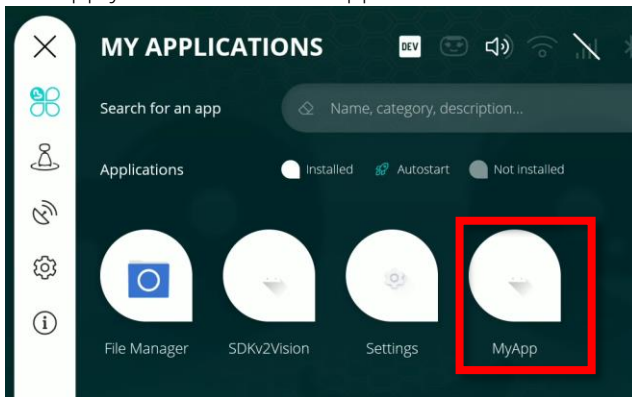 MY APPLICATIONS DEV
Search for an app Name, category, description...
Applications Installed Autostart Not installed
File Manager SDKv2Vision Settings MyApp